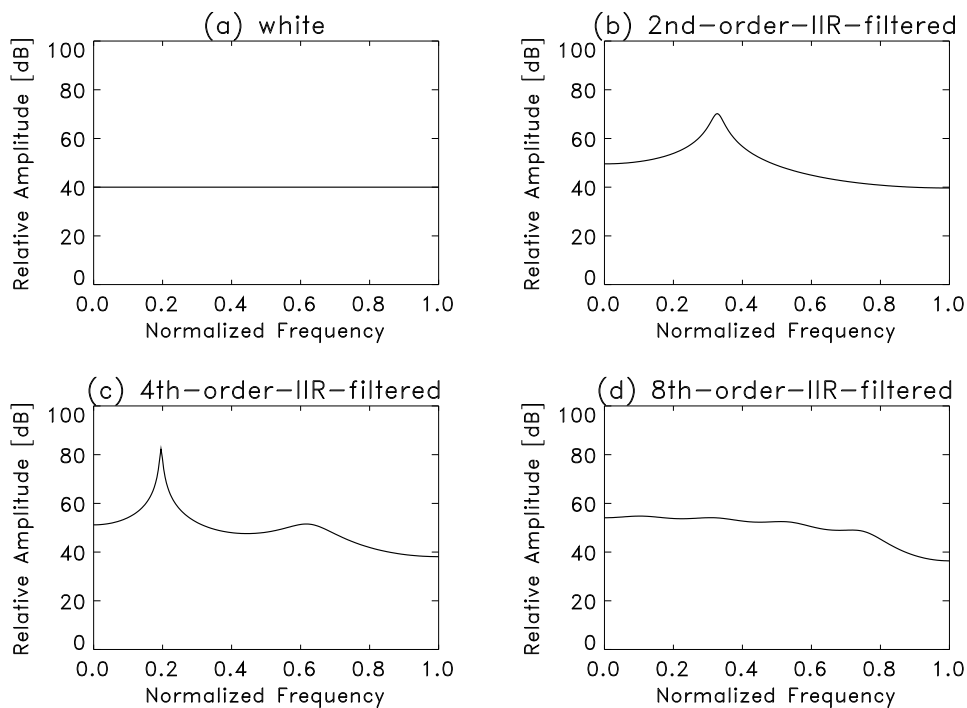 (a) white
Relative Amplitude [dB]
100
80
60
40
20
0
0.0 0.2 0.4 0.6 0.8 1.0
Normalized Frequency
(b) 2nd-order-IIR-filtered
Relative Amplitude [dB]
100
80
60
40
20
0
0.0 0.2 0.4 0.6 0.8 1.0
Normalized Frequency
(c) 4th-order-IIR-filtered
Relative Amplitude [dB]
100
80
60
40
20
0
0.0 0.2 0.4 0.6 0.8 1.0
Normalized Frequency
(d) 8th-order-IIR-filtered
Relative Amplitude [dB]
100
80
60
40
20
0
0.0 0.2 0.4 0.6 0.8 1.0
Normalized Frequency